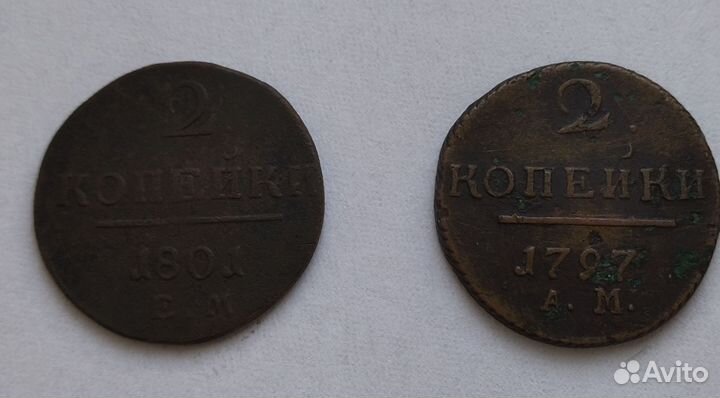 2
КОПЕЙКИ
1801
Е М
2
КОПЕЙКИ
1797
А. М.
Avito